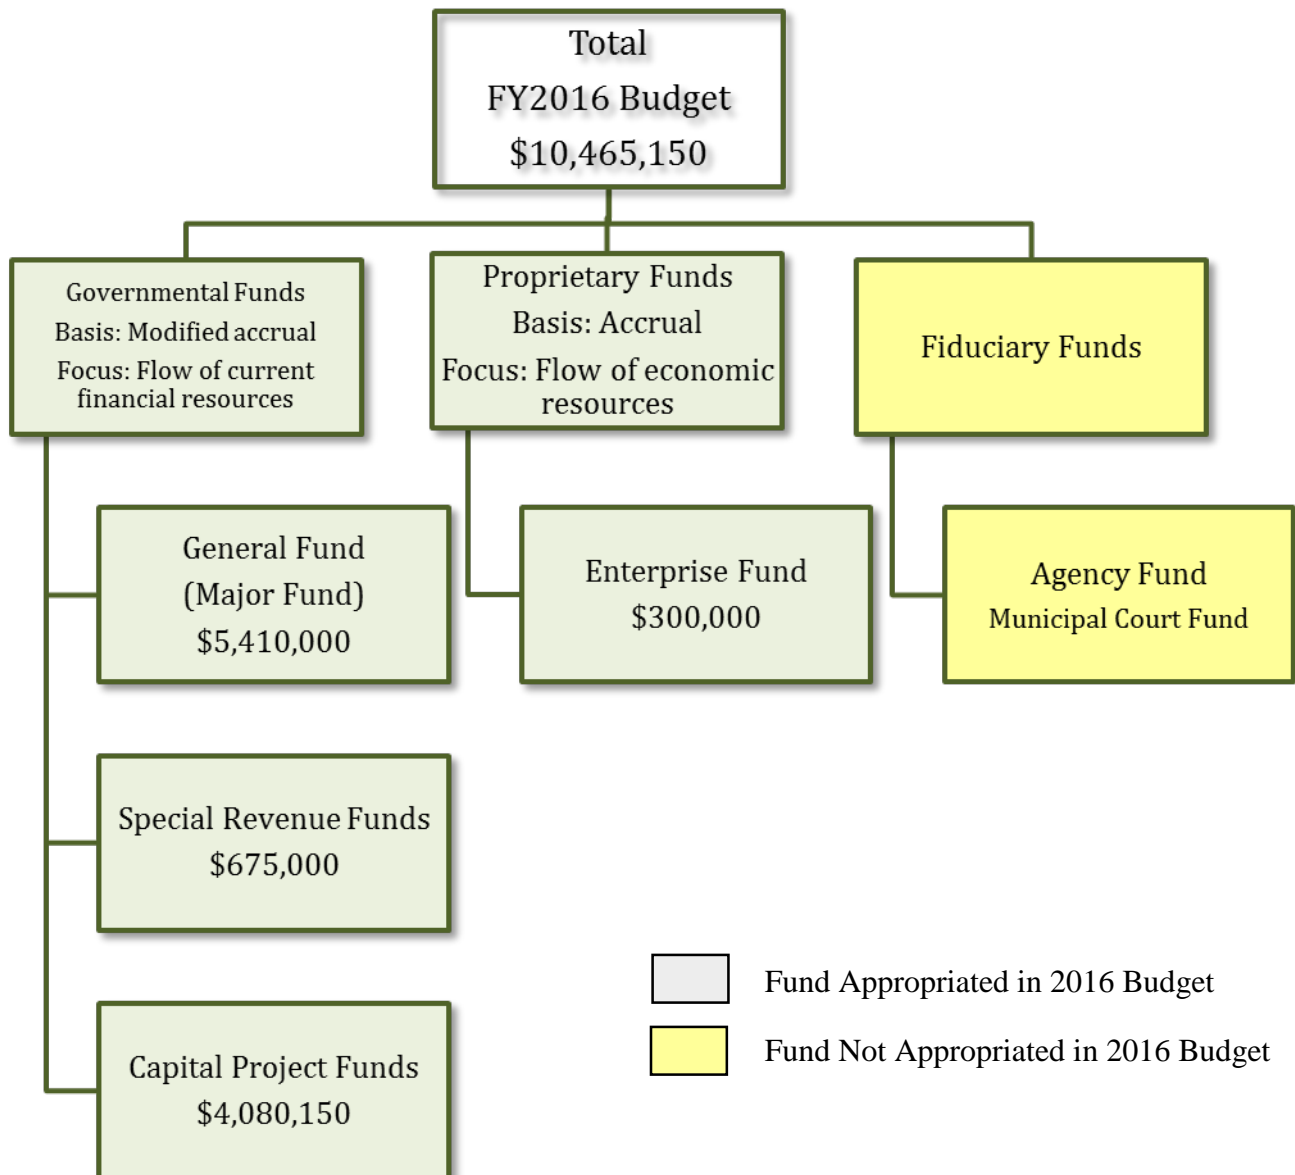 Total
FY2016 Budget
$10,465,150
Governmental Funds
Basis: Modified accrual
Focus: Flow of current
financial resources
Proprietary Funds
Basis: Accrual
Focus: Flow of economic
resources
Fiduciary Funds
General Fund
(Major Fund)
$5,410,000
Enterprise Fund
$300,000
Agency Fund
Municipal Court Fund
Special Revenue Funds
$675,000
Capital Project Funds
$4,080,150
Fund Appropriated in 2016 Budget
Fund Not Appropriated in 2016 Budget